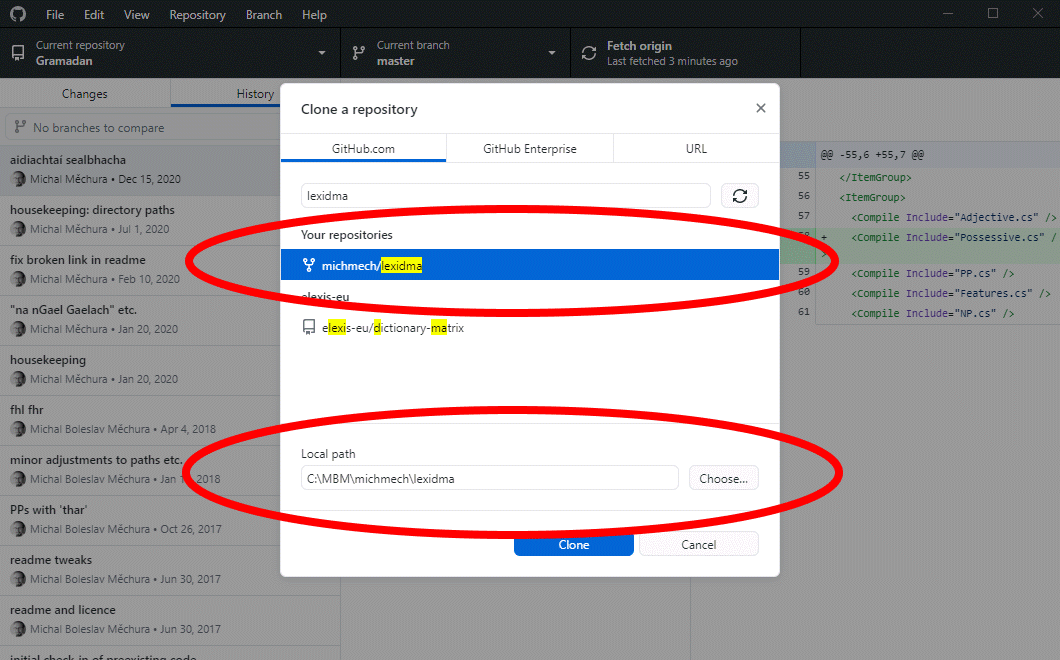 File Edit View Repository Branch Help
Current repository
Gramadan
Current branch
master
Fetch origin
Last fetched 3 minutes ago
Changes
History
No branches to compare
aidiachtaí sealbhacha
Michal Měchura • Dec 15, 2020
housekeeping: directory paths
Michal Měchura • Jul 1, 2020
fix broken link in readme
Michal Měchura • Feb 10, 2020
"na nGael Gaelach" etc.
Michal Měchura • Jan 20, 2020
housekeeping
Michal Měchura • Jan 20, 2020
fhl fhr
Michal Boleslav Měchura • Apr 4, 2018
minor adjustments to paths etc.
Michal Boleslav Měchura • Jan 2018
PPs with 'thar'
Michal Boleslav Měchura • Oct 26, 2017
readme tweaks
Michal Boleslav Měchura • Jun 30, 2017
readme and licence
Michal Boleslav Měchura • Jun 30, 2017
initial check-in of preexisting code
Clone a repository
GitHub.com
GitHub Enterprise
URL
lexidma
Your repositories
michmech/lexidma
elexis-eu
elexis-eu/dictionary-matrix
Local path
C:\MBM\michmech\lexidma
Choose...
Clone
Cancel
@@ -55,6 +55,7 @@
55 </ItemGroup>
56 <ItemGroup>
57 <Compile Include="Adjective.cs" />
58 + <Compile Include="Possessive.cs" /
>
59 <Compile Include="PP.cs" />
60 <Compile Include="Features.cs" />
61 <Compile Include="NP.cs" />